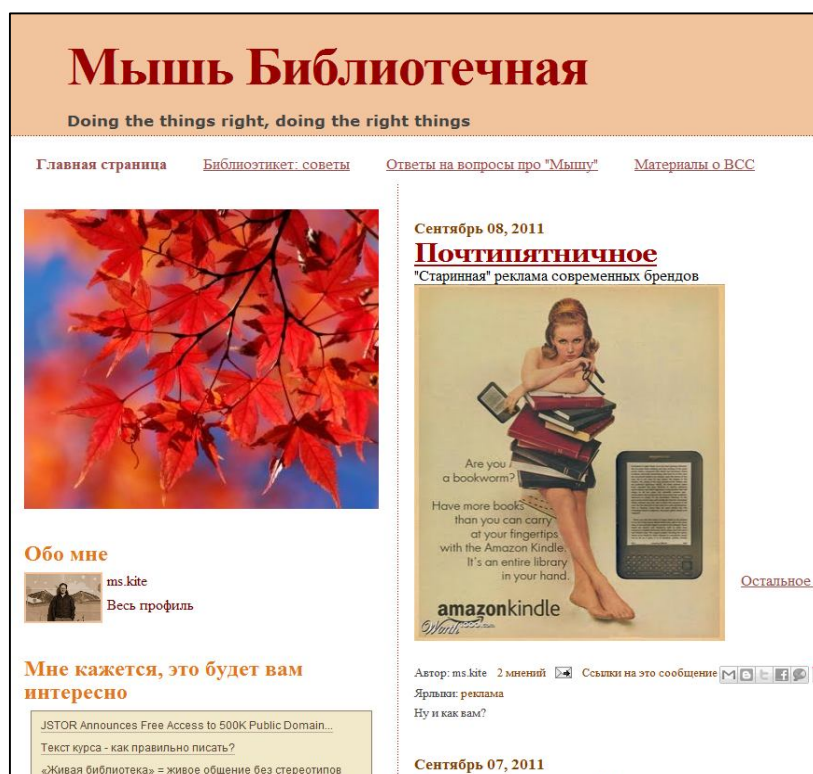 Мышь Библиотечная
Doing the things right, doing the right things
Главная страница
Библиоэтикет: советы
Ответы на вопросы про "Мышу"
Материалы о ВСС
Обо мне
ms.kite
Весь профиль
Мне кажется, это будет вам
интересно
JSTOR Announces Free Access to 500K Public Domain...
Текст курса - как правильно писать?
«Живая библиотека» = живое общение без стереотипов
Сентябрь 08, 2011
Почтипятничное
"Старинная" реклама современных брендов
Are you
a bookworm?
Have more books
than you can carry
at your fingertips
with the Amazon Kindle.
It's an entire library
in your hand.
amazonkindle
Worth1000.com
Остальное
Автор: ms.kite 2 мнений Ссылки на это сообщение
Ярлыки: реклама
Ну и как вам?
Сентябрь 07, 2011